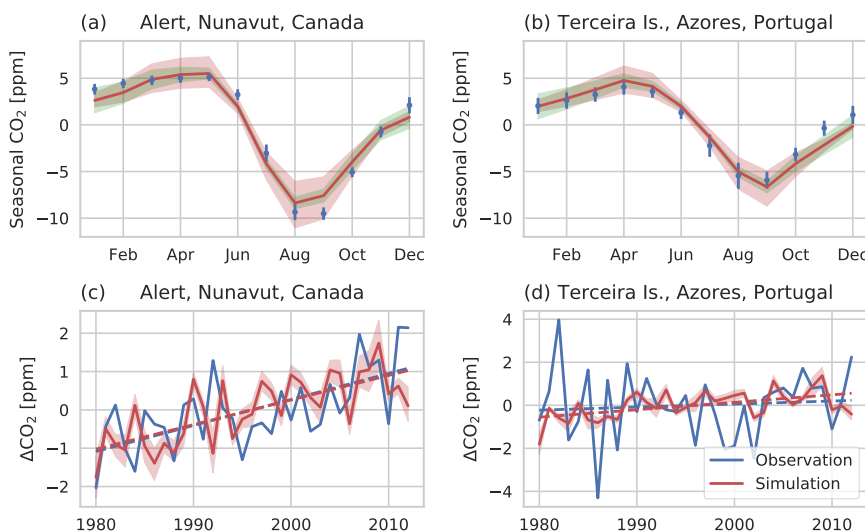 (a) Alert, Nunavut, Canada
Seasonal CO₂ [ppm]
5
0
−5
−10
Feb Apr Jun Aug Oct Dec
(b) Terceira Is., Azores, Portugal
Seasonal CO₂ [ppm]
5
0
−5
−10
Feb Apr Jun Aug Oct Dec
(c) Alert, Nunavut, Canada
ΔCO₂ [ppm]
2
1
0
−1
−2
1980 1990 2000 2010
(d) Terceira Is., Azores, Portugal
ΔCO₂ [ppm]
4
2
0
−2
−4
1980 1990 2000 2010
Observation
Simulation